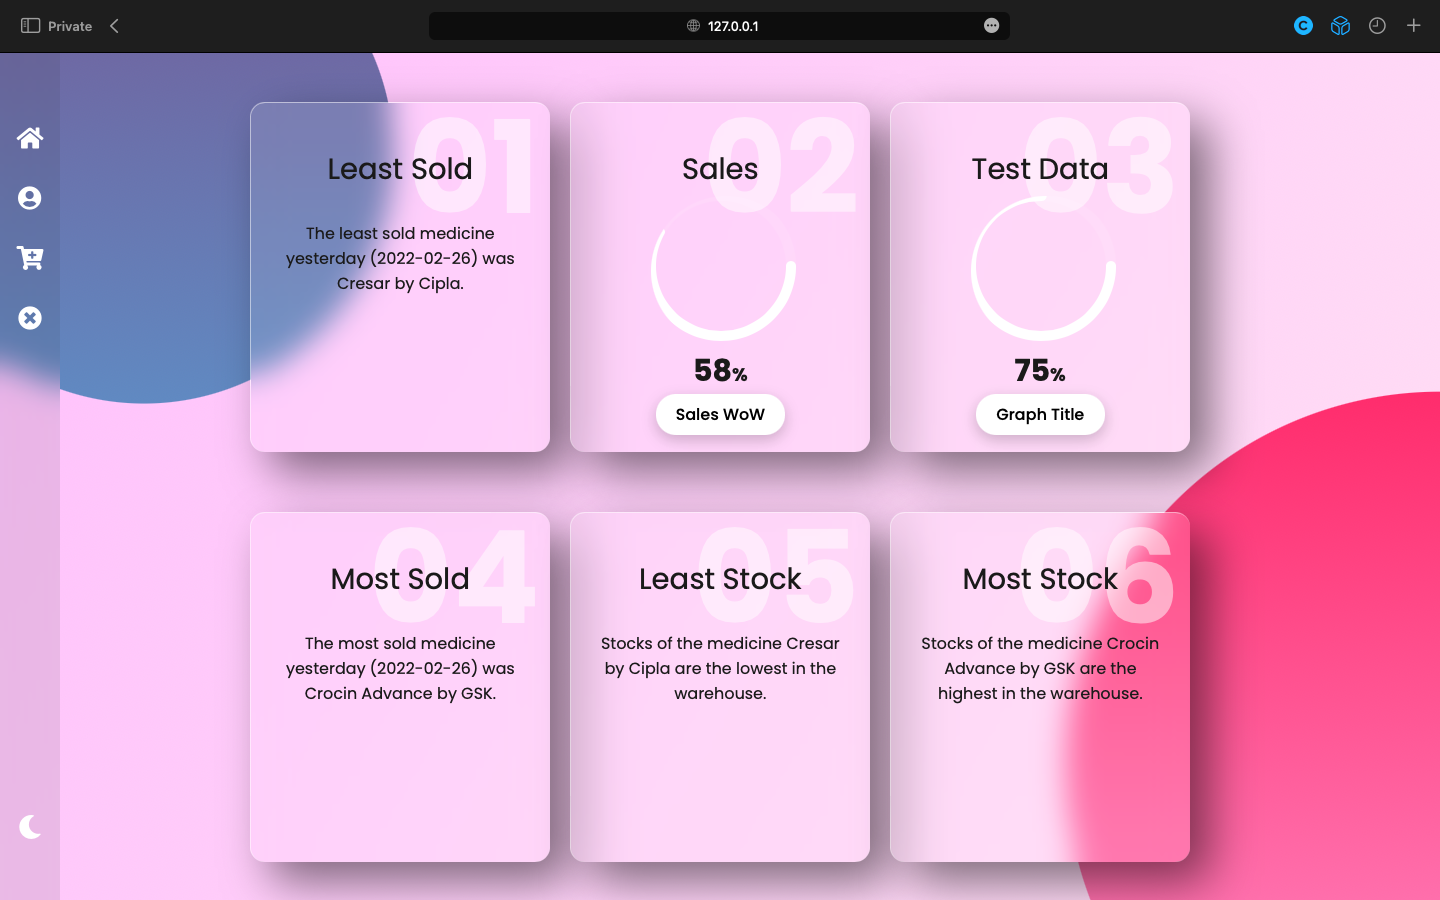 Private
127.0.0.1
01
Least Sold
The least sold medicine
yesterday (2022-02-26) was
Cresar by Cipla.
02
Sales
58%
Sales WoW
03
Test Data
75%
Graph Title
04
Most Sold
The most sold medicine
yesterday (2022-02-26) was
Crocin Advance by GSK.
05
Least Stock
Stocks of the medicine Cresar
by Cipla are the lowest in the
warehouse.
06
Most Stock
Stocks of the medicine Crocin
Advance by GSK are the
highest in the warehouse.